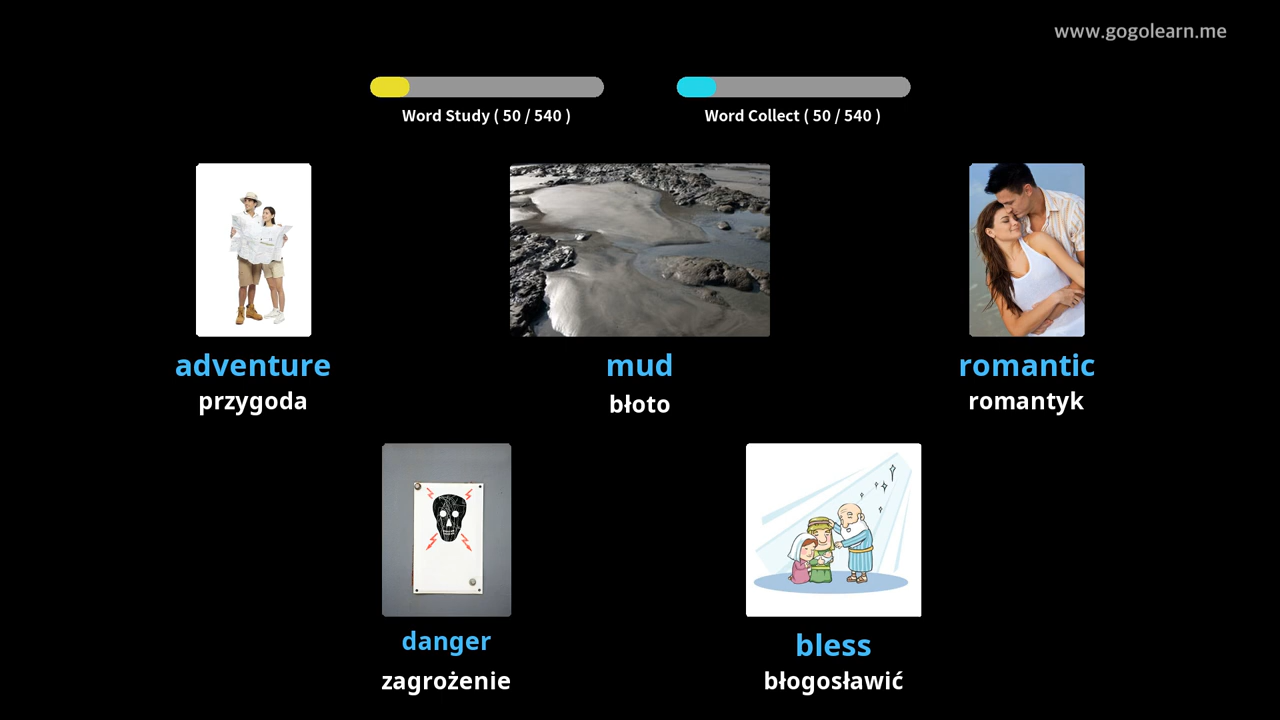 www.gogolearn.me
Word Study ( 50 / 540 )
Word Collect ( 50 / 540 )
adventure
przygoda
mud
błoto
romantic
romantyk
danger
zagrożenie
bless
błogosławić